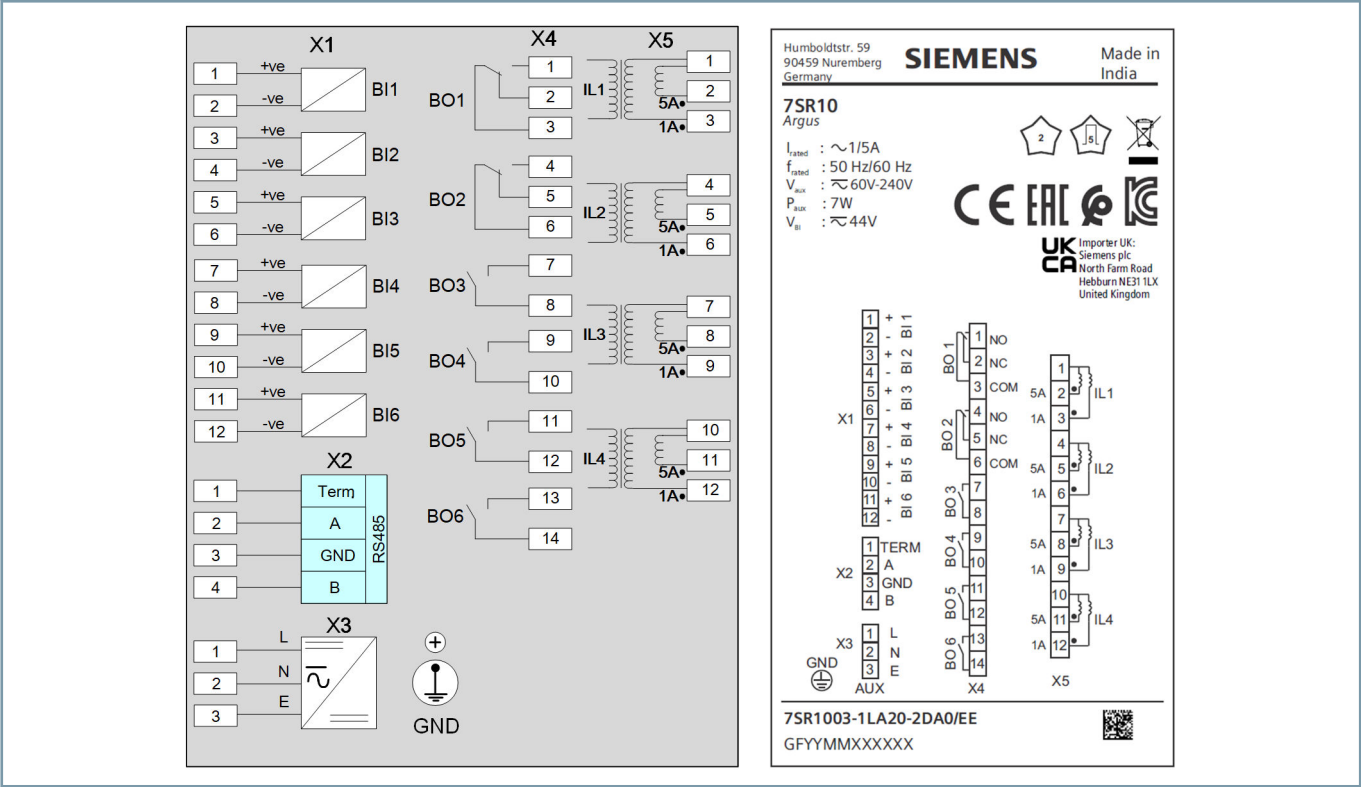 X1
1
+ve
2
-ve
BI1
3
+ve
4
-ve
BI2
5
+ve
6
-ve
BI3
7
+ve
8
-ve
BI4
9
+ve
10
-ve
BI5
11
+ve
12
-ve
BI6
X2
1
Term
2
A
3
GND
4
B
RS485
X3
1
L
2
N
3
E
GND
X4
BO1
1
2
3
BO2
4
5
6
BO3
7
8
BO4
9
10
BO5
11
12
BO6
13
14
X5
IL1
1
2
5A
1A
3
IL2
4
5
5A
1A
6
IL3
7
8
5A
1A
9
IL4
10
11
5A
1A
12
Humboldtstr. 59
90459 Nuremberg
Germany
SIEMENS
Made in
India
7SR10
Argus
Irated : 1/5A
frated : 50 Hz/60 Hz
Vaux : 60V-240V
Paux : 7W
VBI : 44V
2
5
CE EAC
UK
CA
Importer UK:
Siemens plc
North Farm Road
Hebburn NE31 1LX
United Kingdom
X1
1 +
2 -
BI 1
3 +
4 -
BI 2
5 +
6 -
BI 3
7 +
8 -
BI 4
9 +
10 -
BI 5
11 +
12 -
BI 6
X2
1 TERM
2 A
3 GND
4 B
X3
1 L
2 N
3 E
GND
AUX
BO 1
1 NO
2 NC
3 COM
BO 2
4 NO
5 NC
6 COM
BO 3
7
8
BO 4
9
10
BO 5
11
12
BO 6
13
14
X4
1
5A 2 IL1
1A 3
4
5A 5 IL2
1A 6
7
5A 8 IL3
1A 9
10
5A 11 IL4
1A 12
X5
7SR1003-1LA20-2DA0/EE
GFYYMMXXXXXX